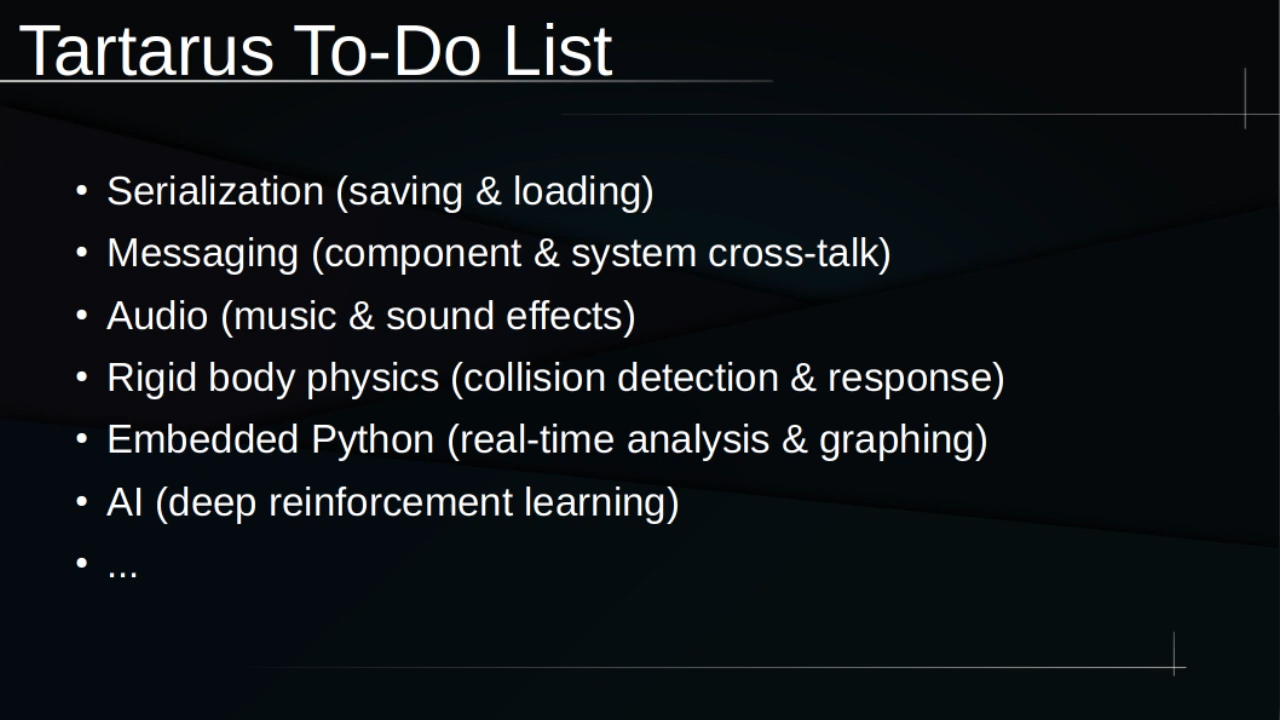 Tartarus To-Do List
• Serialization (saving & loading)
• Messaging (component & system cross-talk)
• Audio (music & sound effects)
• Rigid body physics (collision detection & response)
• Embedded Python (real-time analysis & graphing)
• AI (deep reinforcement learning)
• ...